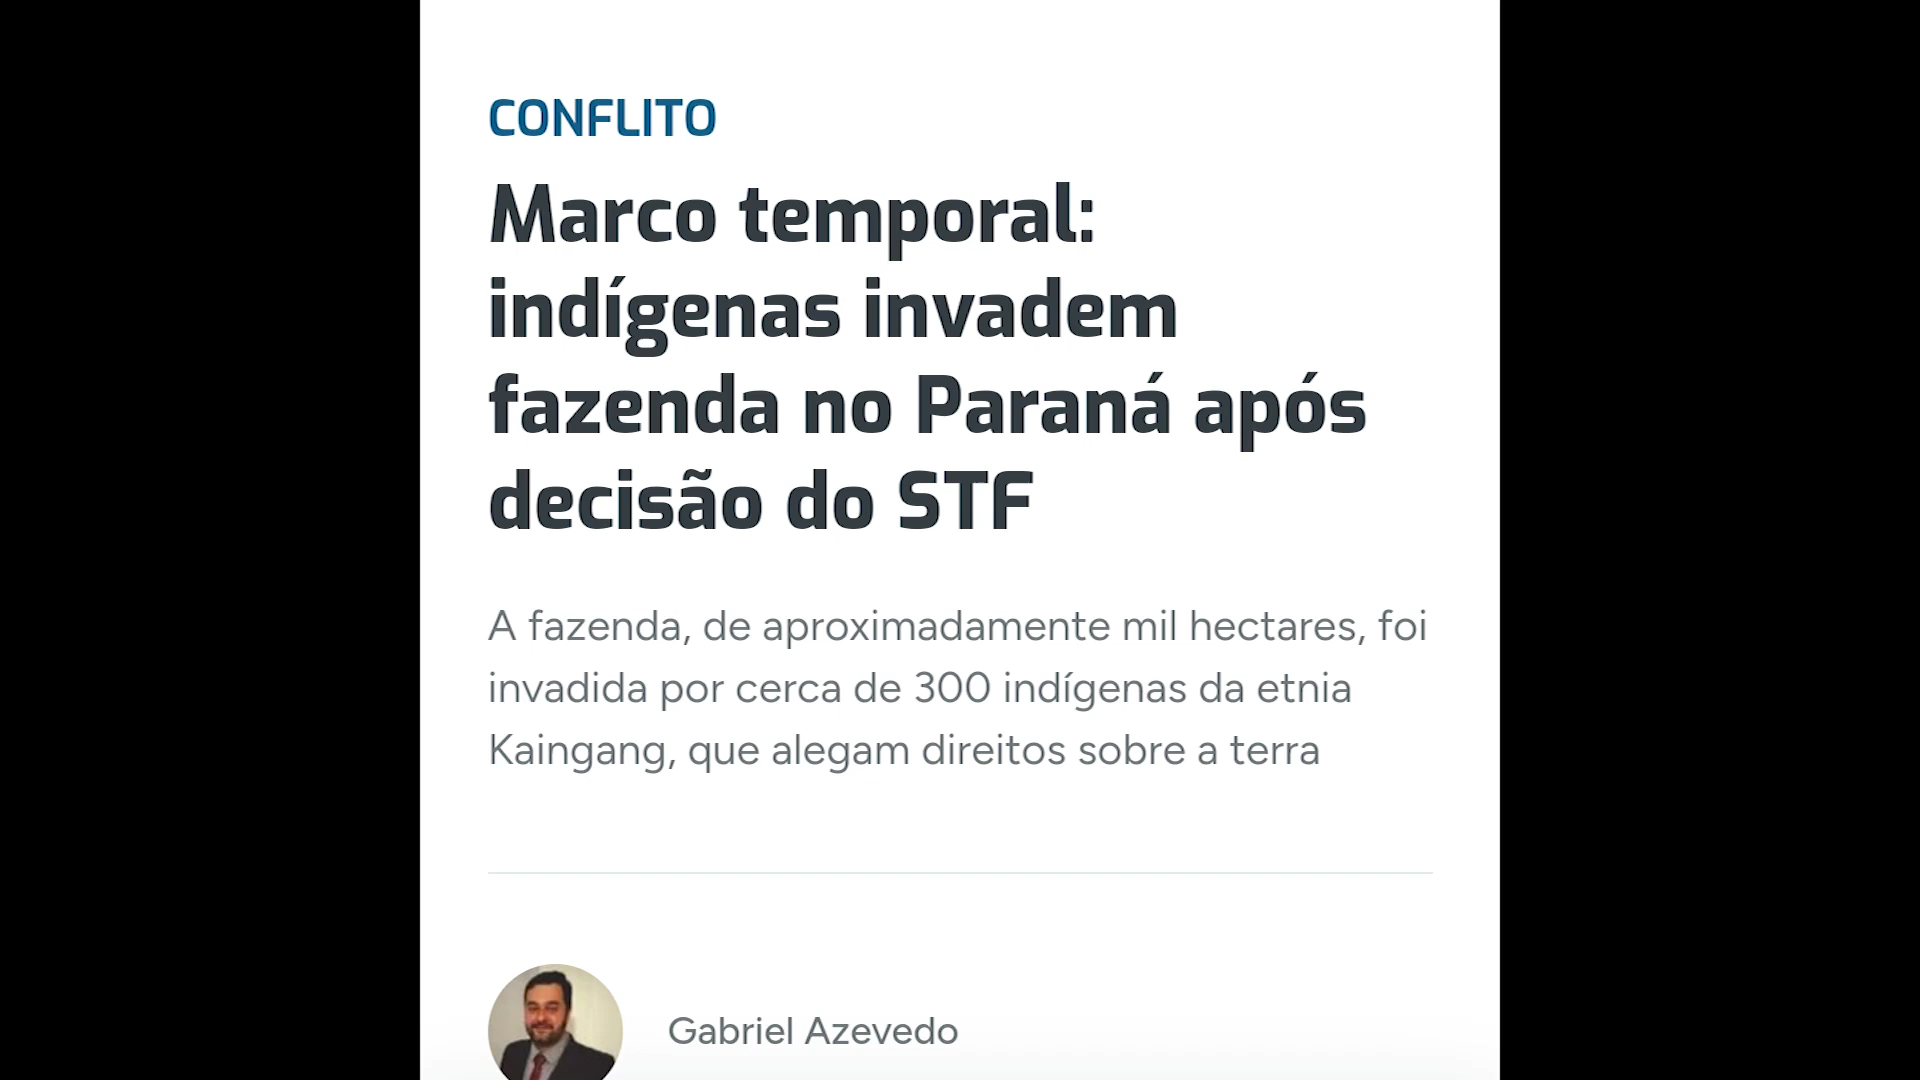 CONFLITO
Marco temporal:
indígenas invadem
fazenda no Paraná após
decisão do STF
A fazenda, de aproximadamente mil hectares, foi
invadida por cerca de 300 indígenas da etnia
Kaingang, que alegam direitos sobre a terra
Gabriel Azevedo